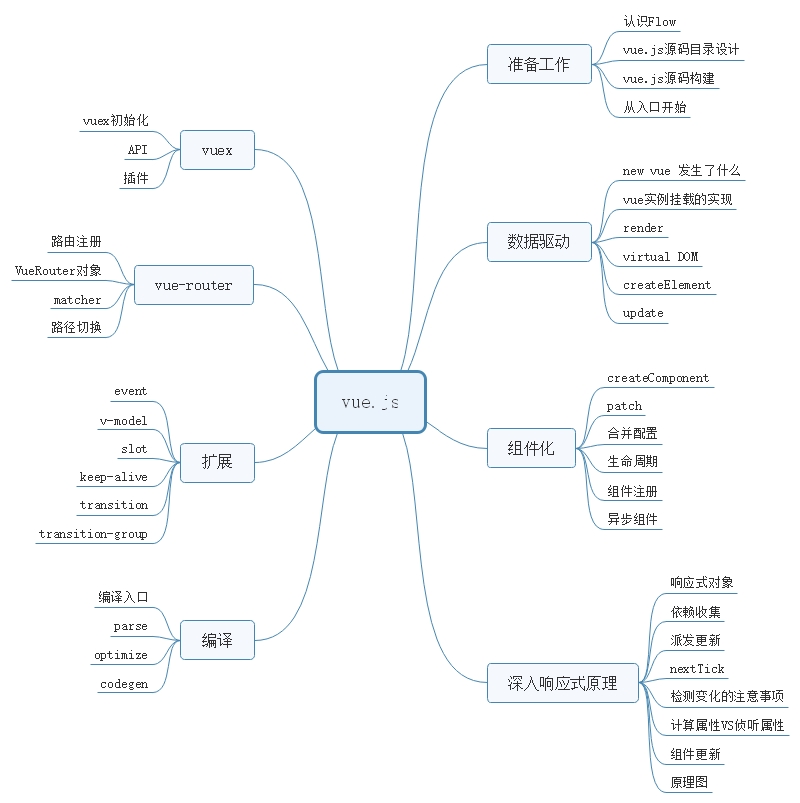 vue.js
准备工作
认识Flow
vue.js源码目录设计
vue.js源码构建
从入口开始
数据驱动
new vue 发生了什么
vue实例挂载的实现
render
virtual DOM
createElement
update
组件化
createComponent
patch
合并配置
生命周期
组件注册
异步组件
深入响应式原理
响应式对象
依赖收集
派发更新
nextTick
检测变化的注意事项
计算属性VS侦听属性
组件更新
原理图
vuex
vuex初始化
API
插件
vue-router
路由注册
VueRouter对象
matcher
路径切换
扩展
event
v-model
slot
keep-alive
transition
transition-group
编译
编译入口
parse
optimize
codegen